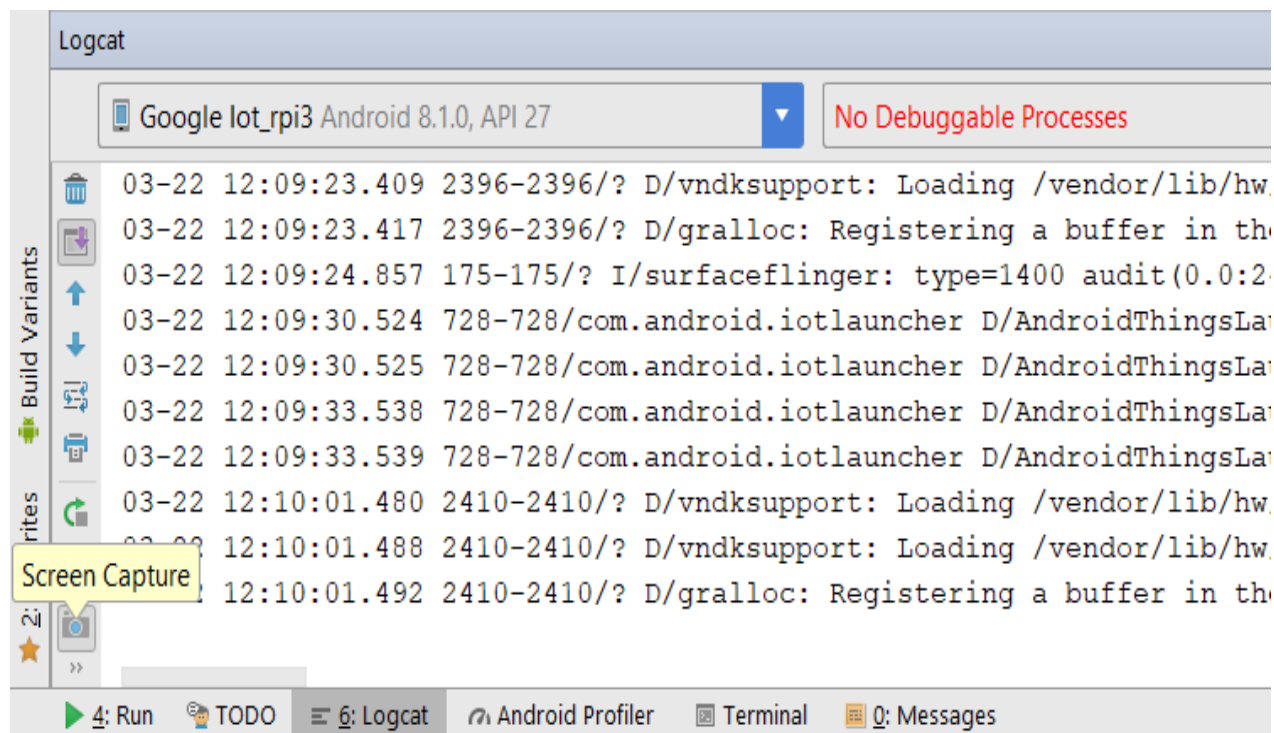 Logcat
Google Iot_rpi3 Android 8.1.0, API 27
No Debuggable Processes
03-22 12:09:23.409 2396-2396/? D/vndksupport: Loading /vendor/lib/hw
03-22 12:09:23.417 2396-2396/? D/gralloc: Registering a buffer in the
03-22 12:09:24.857 175-175/? I/surfaceflinger: type=1400 audit(0.0:2
03-22 12:09:30.524 728-728/com.android.iotlauncher D/AndroidThingsLau
03-22 12:09:30.525 728-728/com.android.iotlauncher D/AndroidThingsLau
03-22 12:09:33.538 728-728/com.android.iotlauncher D/AndroidThingsLau
03-22 12:09:33.539 728-728/com.android.iotlauncher D/AndroidThingsLau
03-22 12:10:01.480 2410-2410/? D/vndksupport: Loading /vendor/lib/hw
12:10:01.488 2410-2410/? D/vndksupport: Loading /vendor/lib/hw
12:10:01.492 2410-2410/? D/gralloc: Registering a buffer in the
Build Variants
2:
rites
Screen Capture
4: Run
TODO
6: Logcat
Android Profiler
Terminal
0: Messages